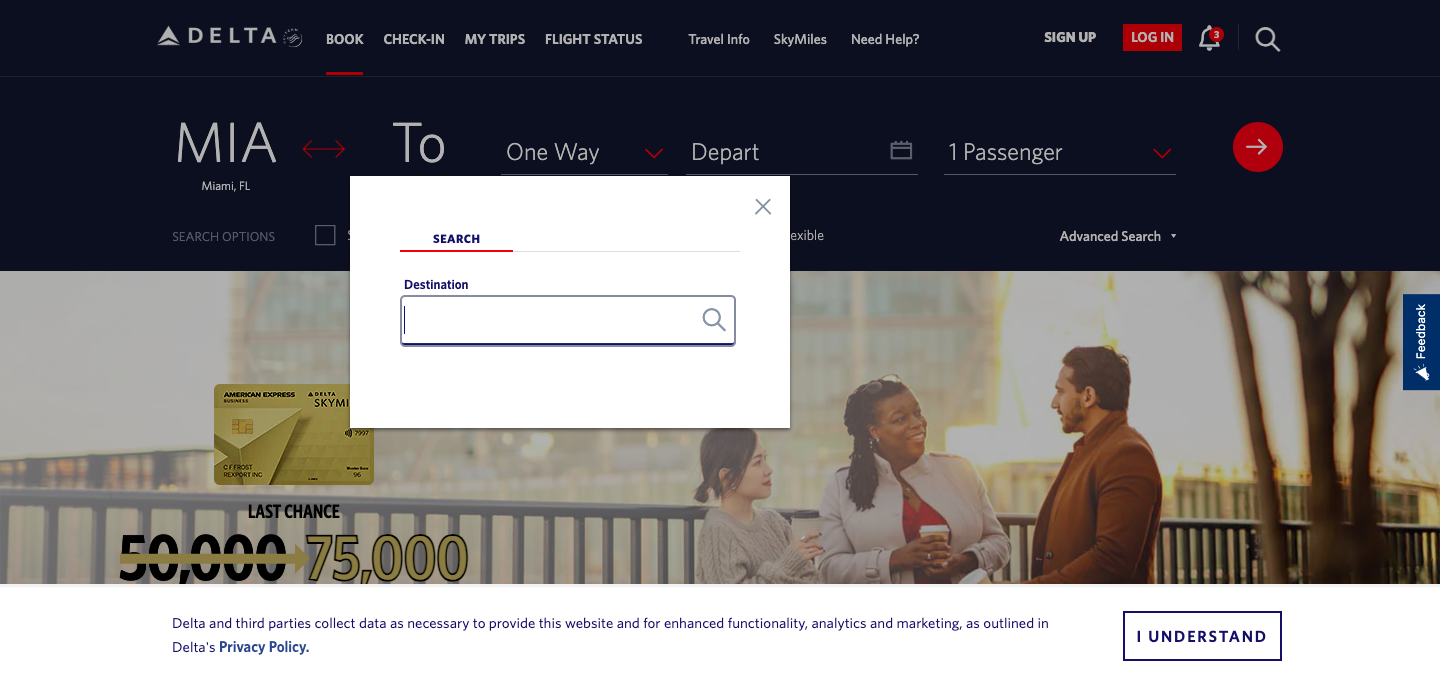 DELTA
BOOK
CHECK-IN
MY TRIPS
FLIGHT STATUS
Travel Info
SkyMiles
Need Help?
SIGN UP
LOG IN
3
MIA
Miami, FL
To
One Way
Depart
1 Passenger
SEARCH OPTIONS
Advanced Search
SEARCH
Destination
Feedback
AMERICAN EXPRESS
BUSINESS
DELTA
SKYMI
7997
C F FROST
REXPORT INC
96
LAST CHANCE
50,000 75,000
Delta and third parties collect data as necessary to provide this website and for enhanced functionality, analytics and marketing, as outlined in
Delta's Privacy Policy.
I UNDERSTAND